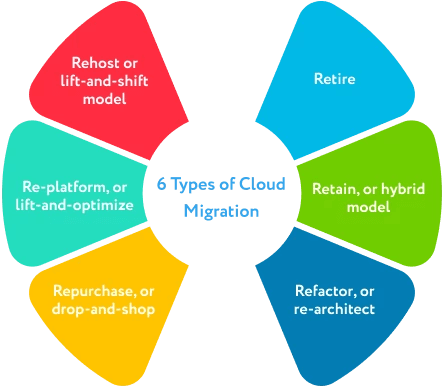 Rehost or
lift-and-shift
model
Retire
Re-platform, or
lift-and-optimize
6 Types of Cloud
Migration
Retain, or hybrid
model
Repurchase, or
drop-and-shop
Refactor, or
re-architect